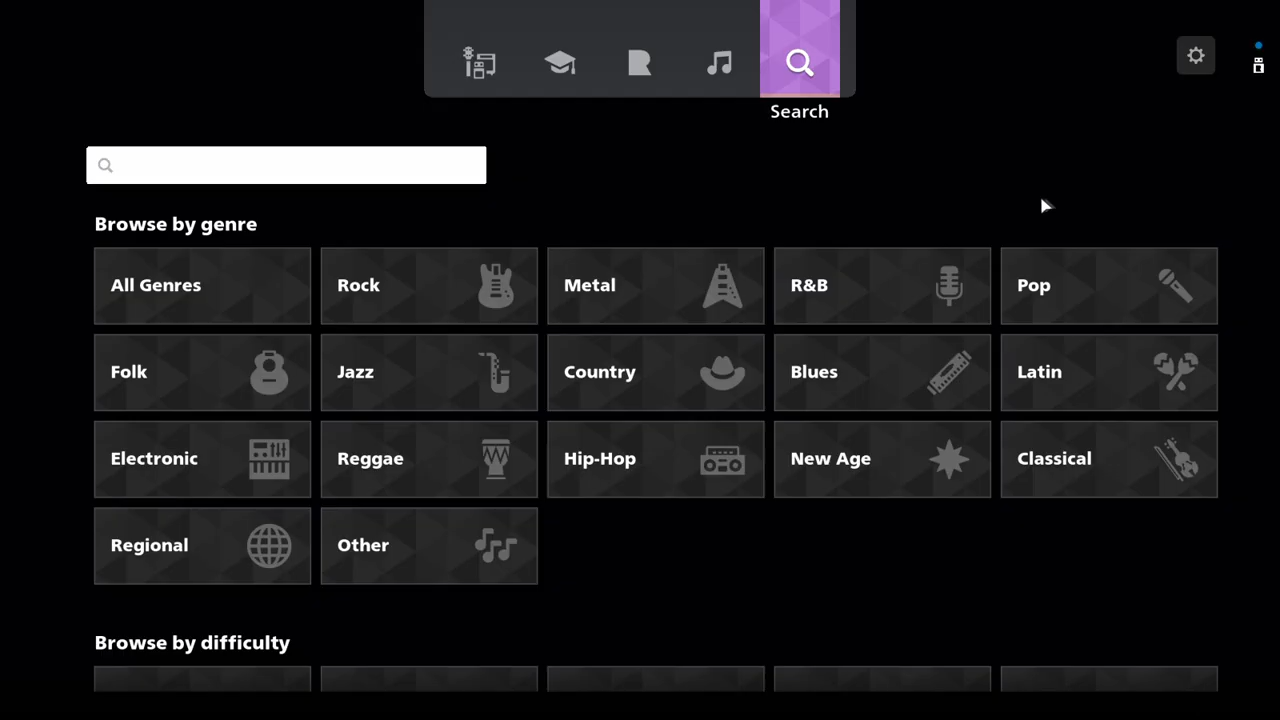 Search
Browse by genre
All Genres
Rock
Metal
R&B
Pop
Folk
Jazz
Country
Blues
Latin
Electronic
Reggae
Hip-Hop
New Age
Classical
Regional
Other
Browse by difficulty